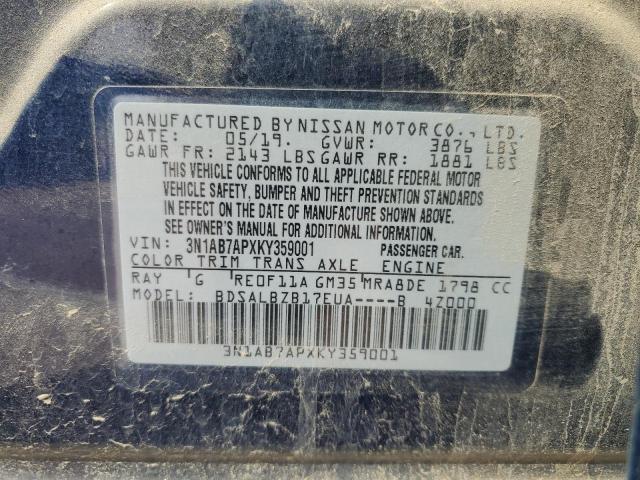 MANUFACTURED BY NISSAN MOTOR CO., LTD.
DATE: 05/19. GVWR: 3876 LBS
GAWR FR: 2143 LBS GAWR RR: 1881 LBS
THIS VEHICLE CONFORMS TO ALL APPLICABLE FEDERAL MOTOR
VEHICLE SAFETY, BUMPER AND THEFT PREVENTION STANDARDS
IN EFFECT ON THE DATE OF MANUFACTURE SHOWN ABOVE.
SEE OWNER'S MANUAL FOR ADDITIONAL INFORMATION.
VIN: 3N1AB7APXKY359001 PASSENGER CAR.
COLOR TRIM TRANS AXLE ENGINE
RAY G RE0F11A GM35 MRA8DE 1798 CC
MODEL: BDSALBZB17EUA----B 4Z000
3N1AB7APXKY359001